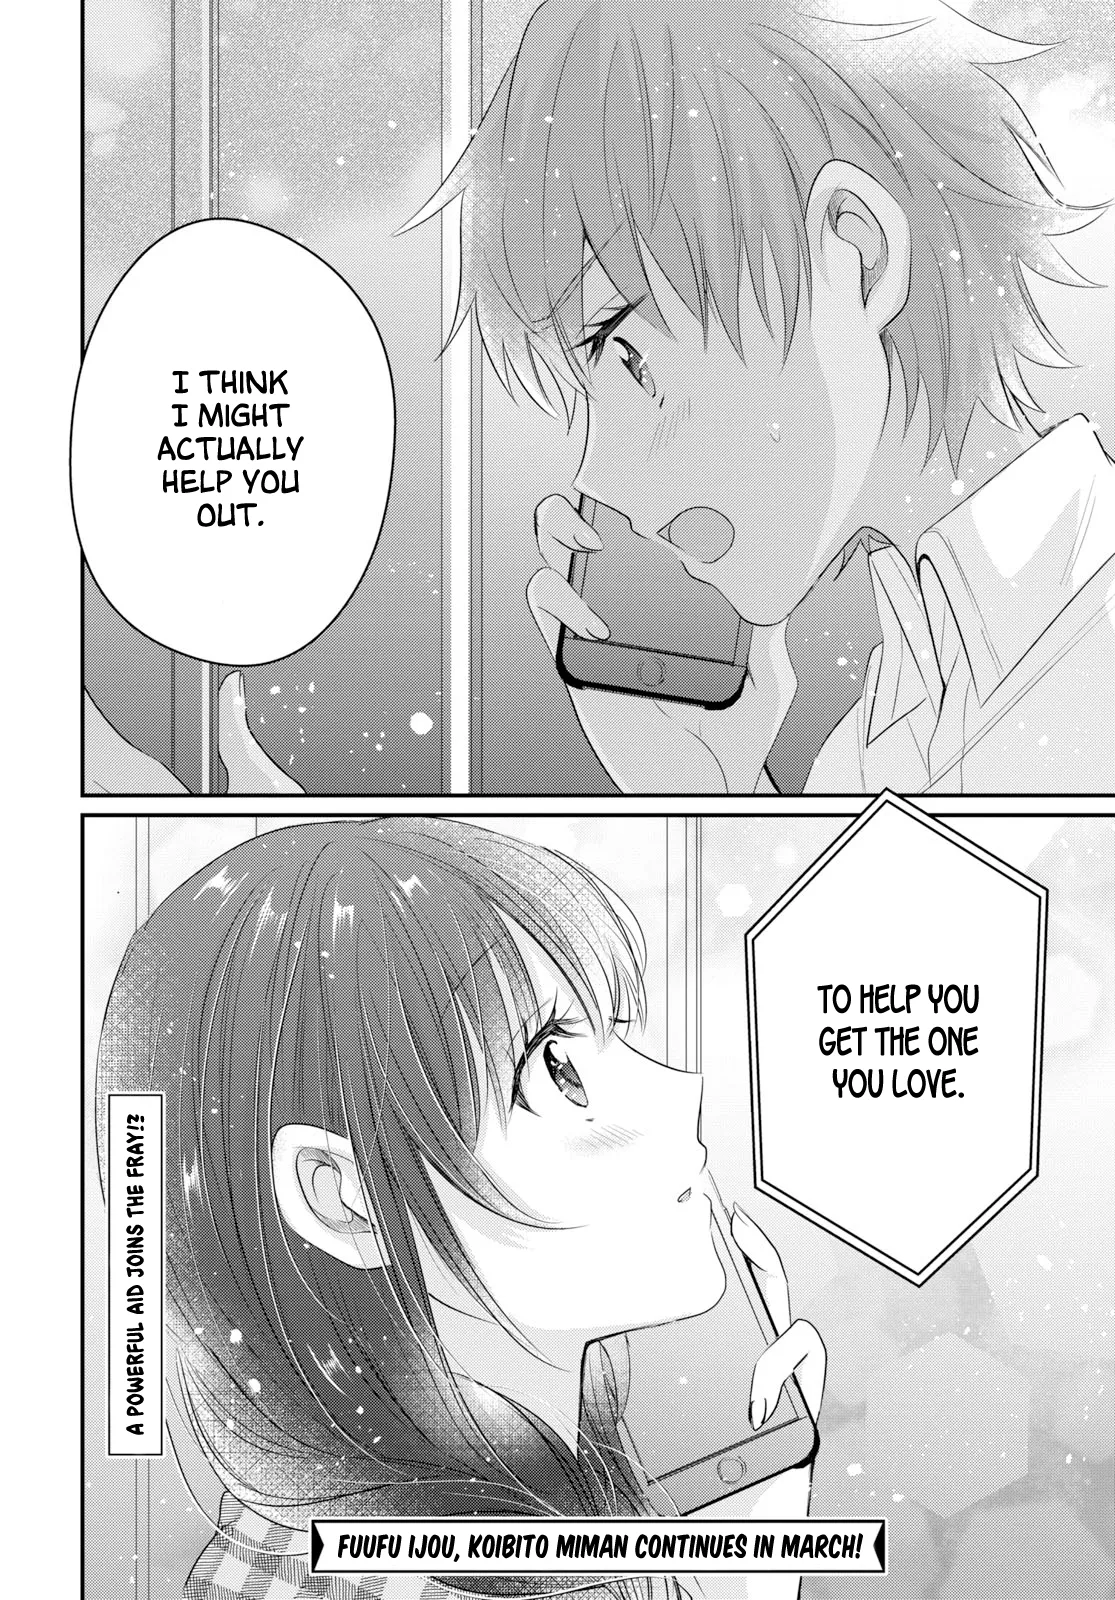 I THINK
I MIGHT
ACTUALLY
HELP YOU
OUT.
TO HELP YOU
GET THE ONE
YOU LOVE.
A POWERFUL AID JOINS THE FRAY!?
FUUFU IJOU, KOIBITO MIMAN CONTINUES IN MARCH!